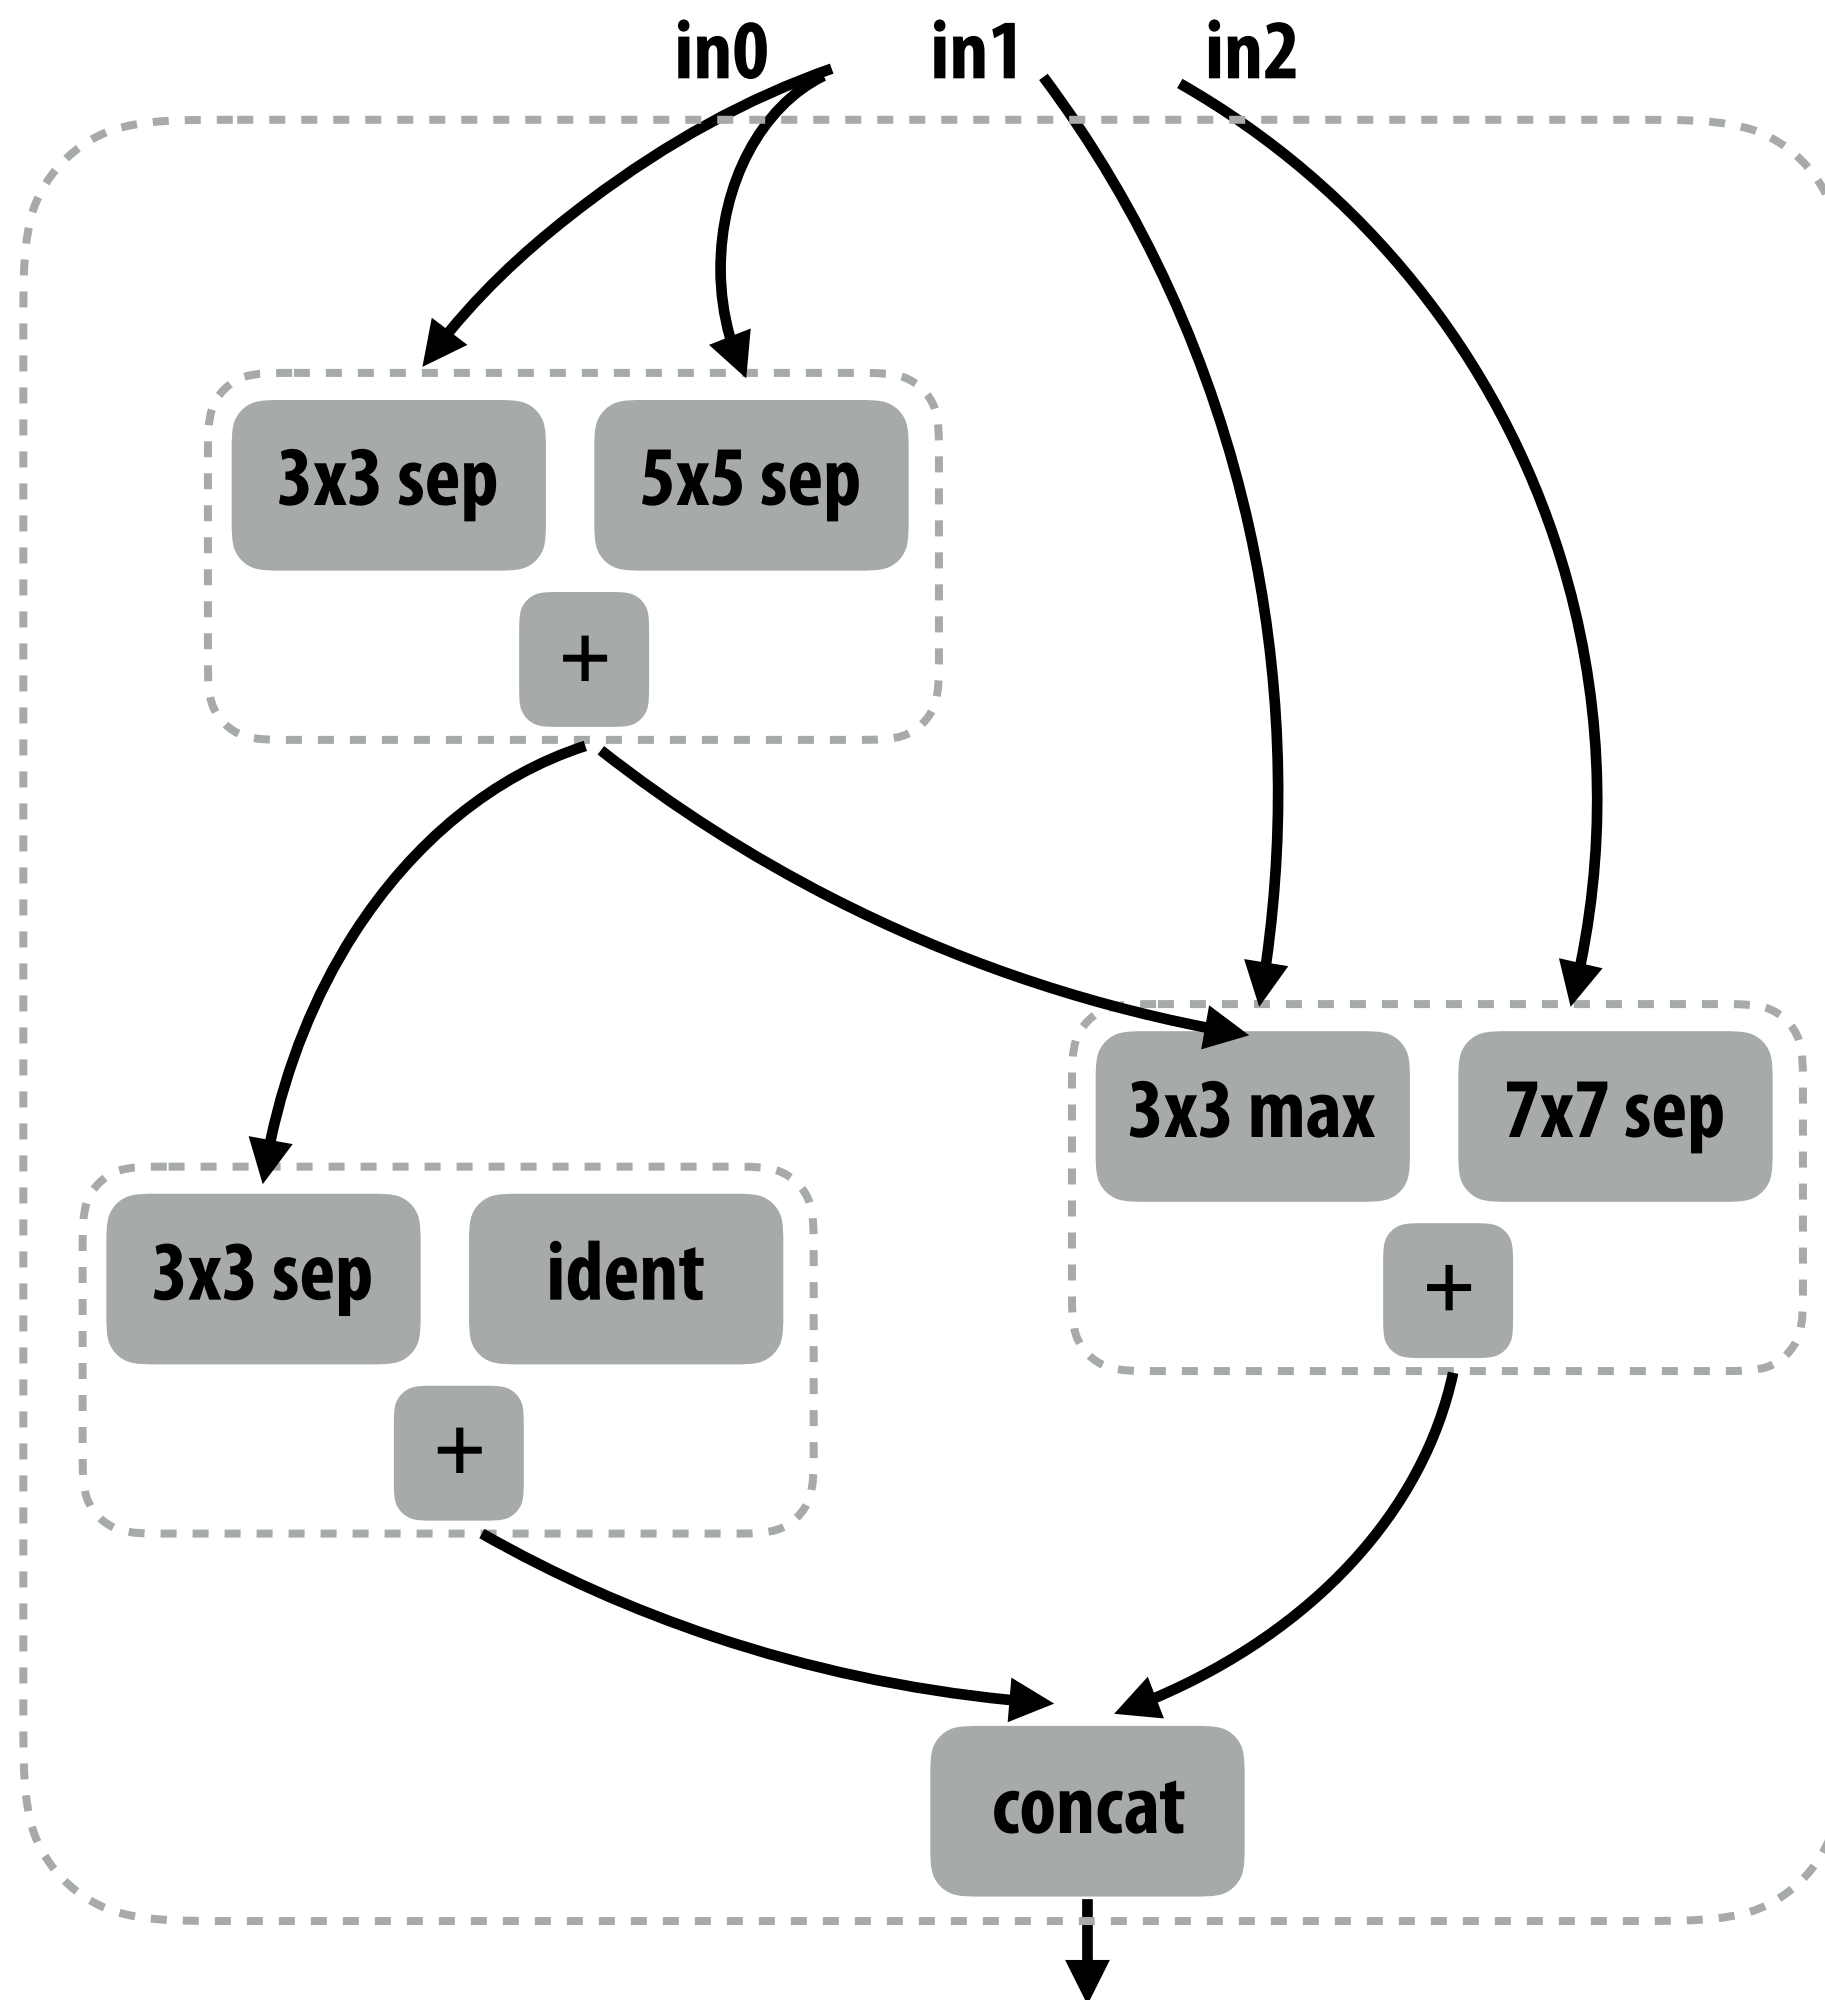 in0 in1 in2
3x3 sep 5x5 sep
+
3x3 max 7x7 sep
+
3x3 sep ident
+
concat